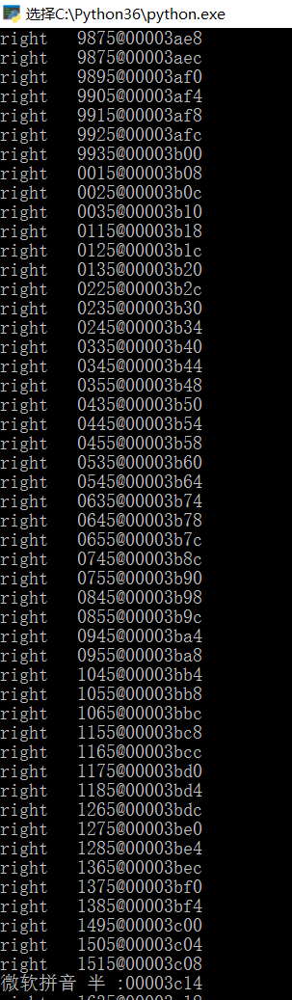 选择C:\Python36\python.exe
right 9875@00003ae8
right 9875@00003aec
right 9895@00003af0
right 9905@00003af4
right 9915@00003af8
right 9925@00003afc
right 9935@00003b00
right 0015@00003b08
right 0025@00003b0c
right 0035@00003b10
right 0115@00003b18
right 0125@00003b1c
right 0135@00003b20
right 0225@00003b2c
right 0235@00003b30
right 0245@00003b34
right 0335@00003b40
right 0345@00003b44
right 0355@00003b48
right 0435@00003b50
right 0445@00003b54
right 0455@00003b58
right 0535@00003b60
right 0545@00003b64
right 0635@00003b74
right 0645@00003b78
right 0655@00003b7c
right 0745@00003b8c
right 0755@00003b90
right 0845@00003b98
right 0855@00003b9c
right 0945@00003ba4
right 0955@00003ba8
right 1045@00003bb4
right 1055@00003bb8
right 1065@00003bbc
right 1155@00003bc8
right 1165@00003bcc
right 1175@00003bd0
right 1185@00003bd4
right 1265@00003bdc
right 1275@00003be0
right 1285@00003be4
right 1365@00003bec
right 1375@00003bf0
right 1385@00003bf4
right 1495@00003c00
right 1505@00003c04
right 1515@00003c08
微软拼音 半 :00003c14